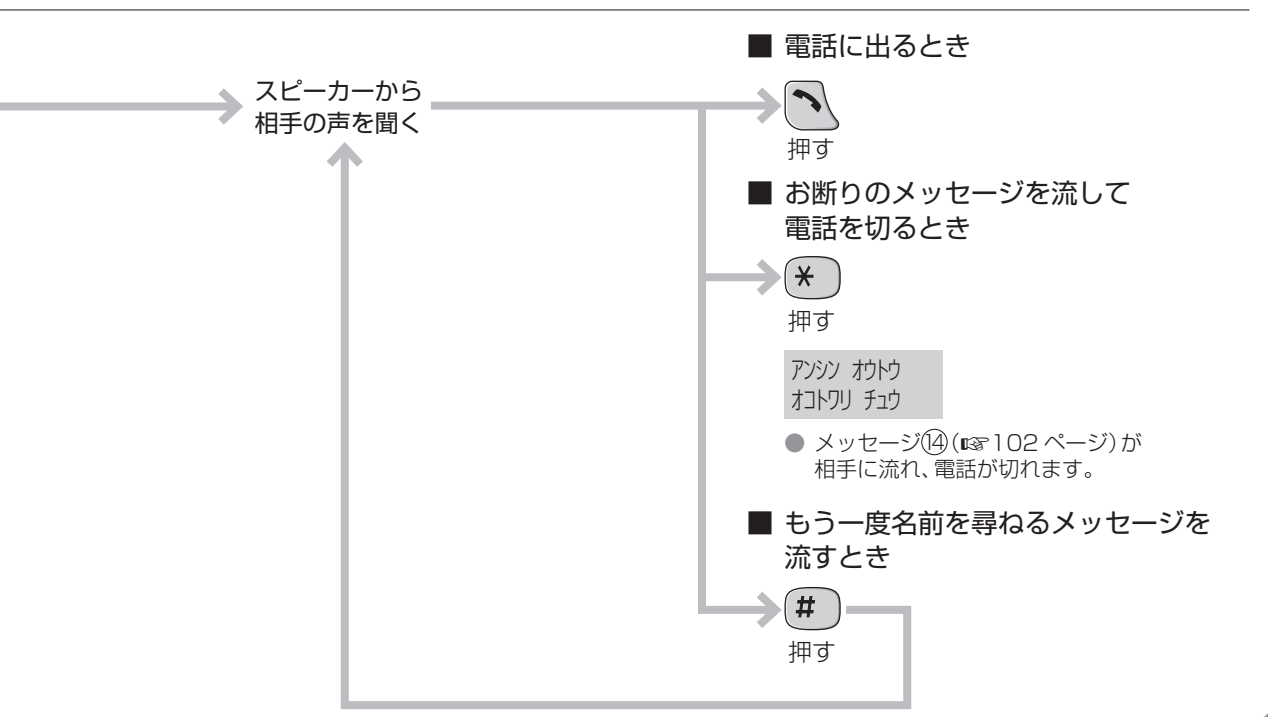 スピーカーから
相手の声を聞く
■ 電話に出るとき
押す
■ お断りのメッセージを流して
電話を切るとき
＊
押す
ｱﾝｼﾝ ｵｳﾄｳ
ｵｺﾄﾜﾘ ﾁｭｳ
● メッセージ⑭（☞102 ページ）が
相手に流れ、電話が切れます。
■ もう一度名前を尋ねるメッセージを
流すとき
#
押す